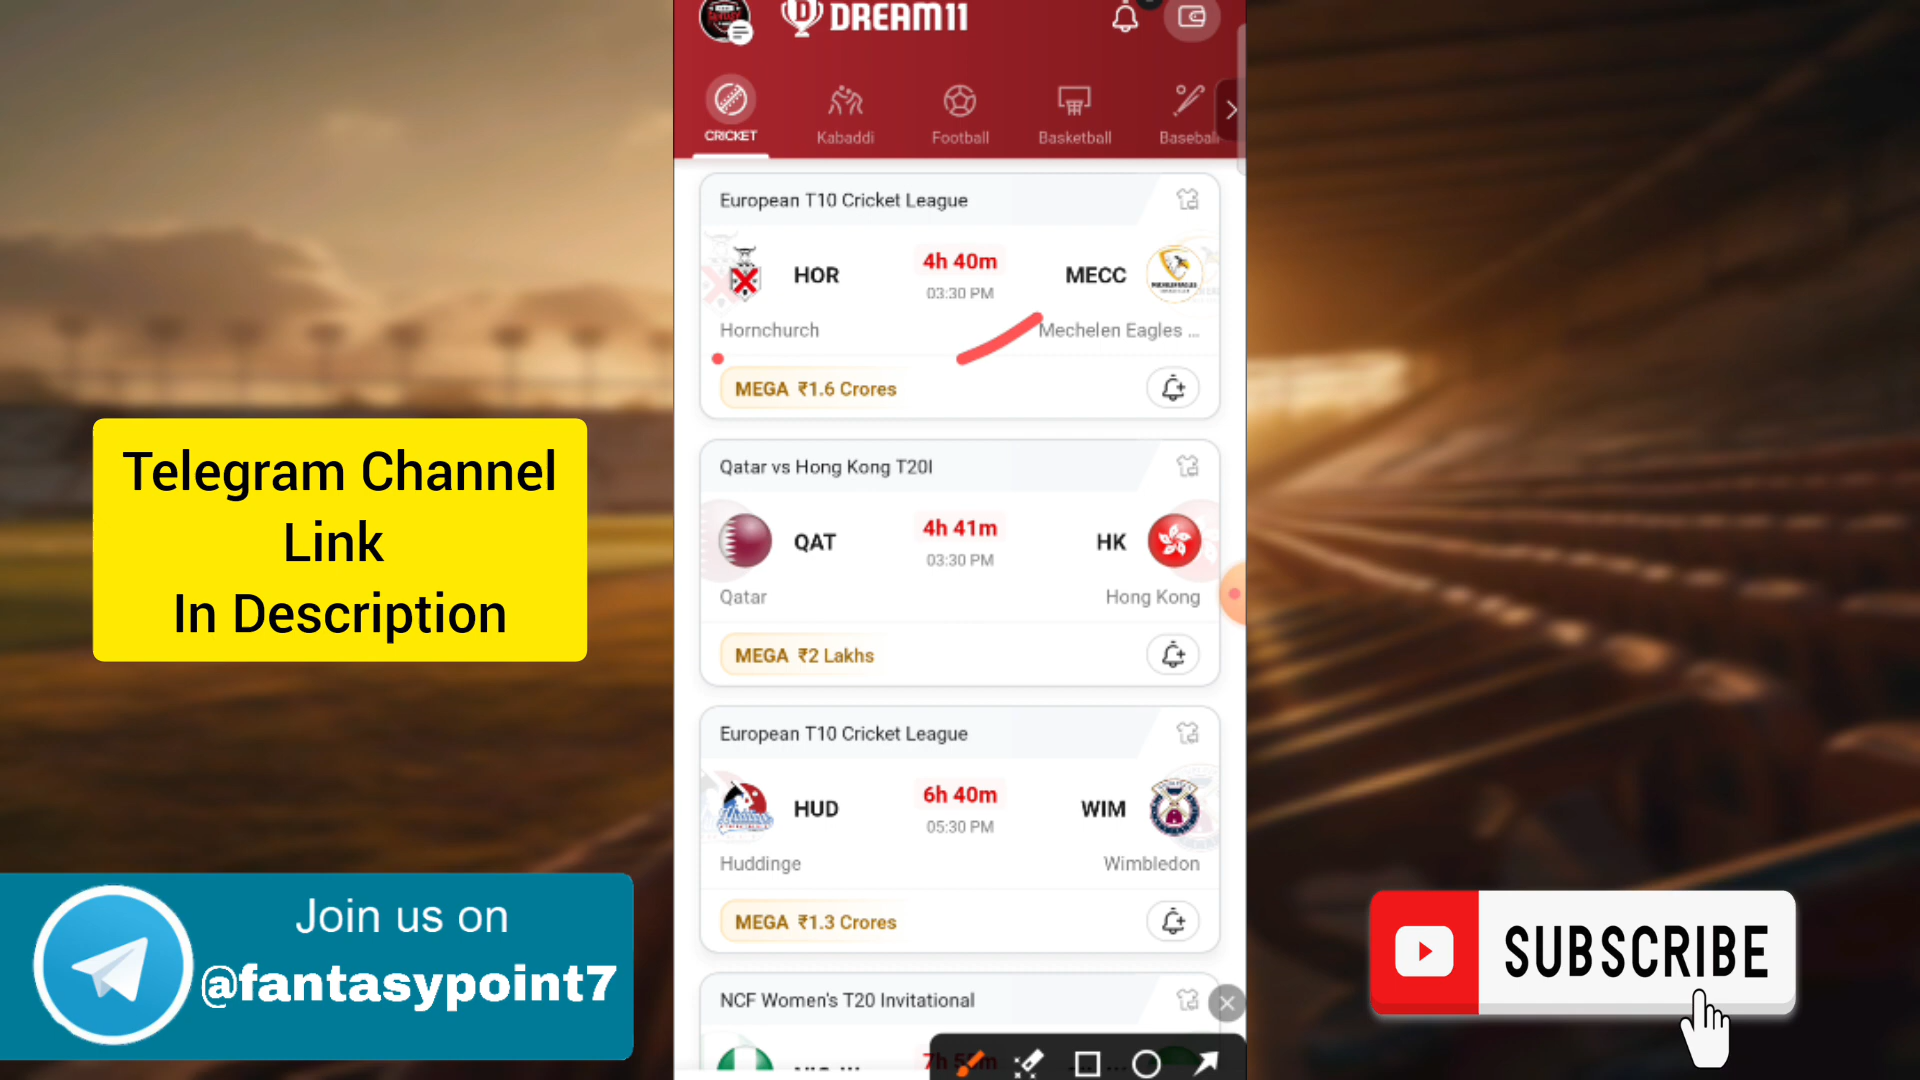 DREAM11
CRICKET
Kabaddi
Football
Basketball
Baseball
European T10 Cricket League
HOR
4h 40m
MECC
03:30 PM
Hornchurch
Mechelen Eagles ...
MEGA ₹1.6 Crores
Qatar vs Hong Kong T20I
QAT
4h 41m
HK
03:30 PM
Qatar
Hong Kong
MEGA ₹2 Lakhs
European T10 Cricket League
HUD
6h 40m
WIM
05:30 PM
Huddinge
Wimbledon
MEGA ₹1.3 Crores
NCF Women's T20 Invitational
Telegram Channel
Link
In Description
Join us on
@fantasypoint7
SUBSCRIBE